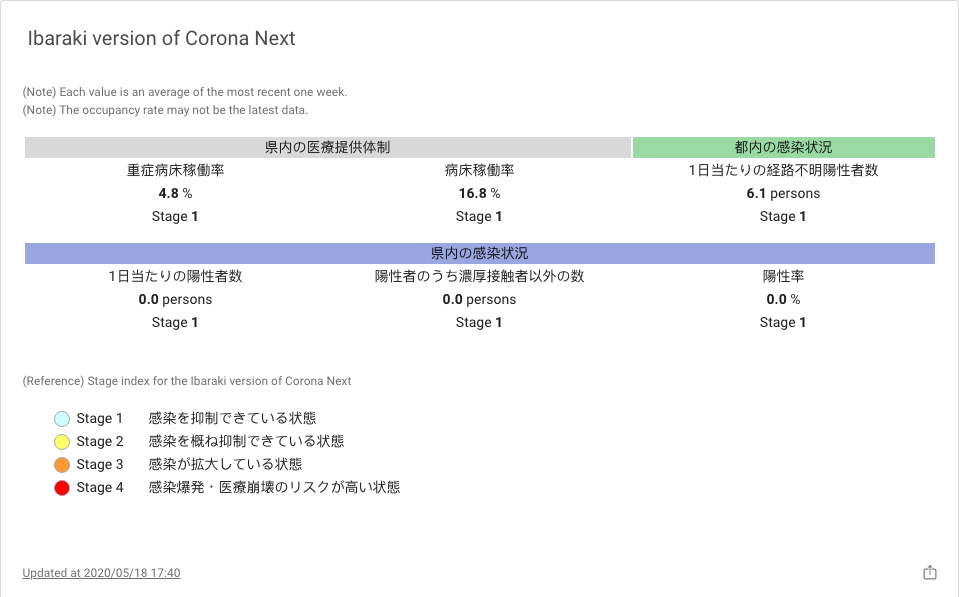 Ibaraki version of Corona Next
(Note) Each value is an average of the most recent one week.
(Note) The occupancy rate may not be the latest data.
県内の医療提供体制 都内の感染状況
重症病床稼働率 病床稼働率 1日当たりの経路不明陽性者数
4.8 % 16.8 % 6.1 persons
Stage 1 Stage 1 Stage 1
県内の感染状況
1日当たりの陽性者数 陽性者のうち濃厚接触者以外の数 陽性率
0.0 persons 0.0 persons 0.0 %
Stage 1 Stage 1 Stage 1
(Reference) Stage index for the Ibaraki version of Corona Next
Stage 1 感染を抑制できている状態
Stage 2 感染を概ね抑制できている状態
Stage 3 感染が拡大している状態
Stage 4 感染爆発・医療崩壊のリスクが高い状態
Updated at 2020/05/18 17:40